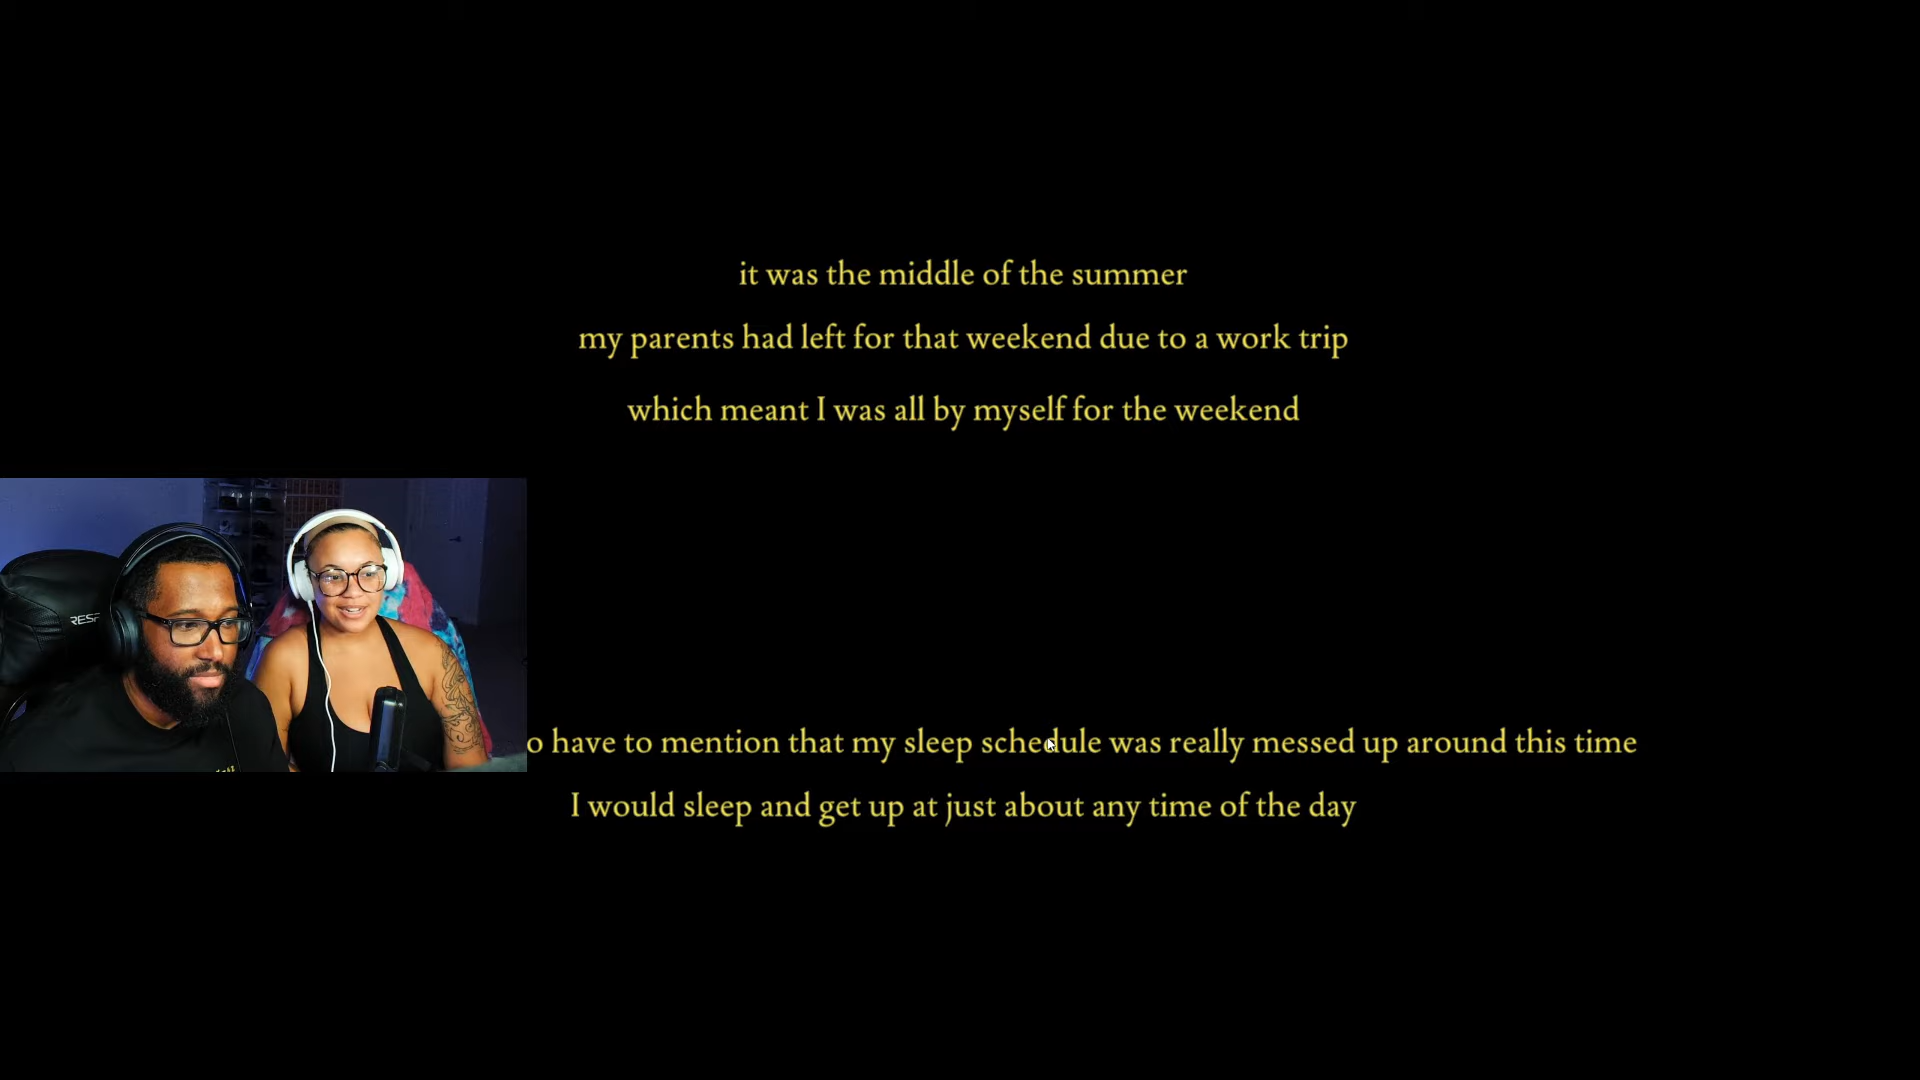 it was the middle of the summer
my parents had left for that weekend due to a work trip
which meant I was all by myself for the weekend
o have to mention that my sleep schedule was really messed up around this time
I would sleep and get up at just about any time of the day